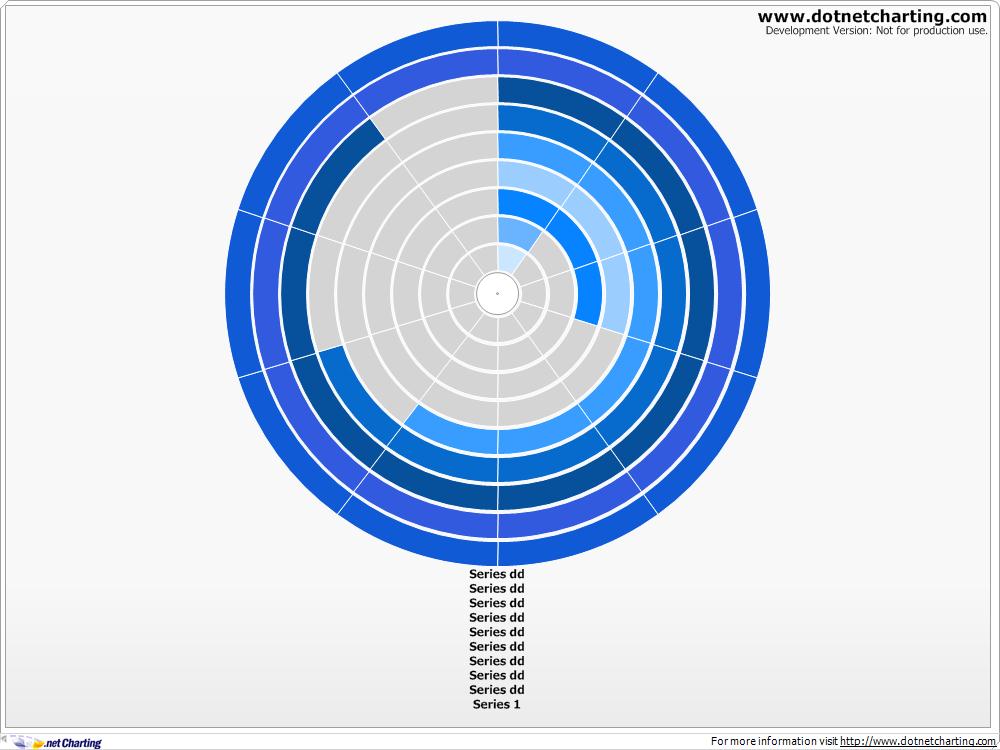 www.dotnetcharting.com
Development Version: Not for production use.
Series dd
Series dd
Series dd
Series dd
Series dd
Series dd
Series dd
Series dd
Series dd
Series 1
.net Charting
For more information visit http://www.dotnetcharting.com